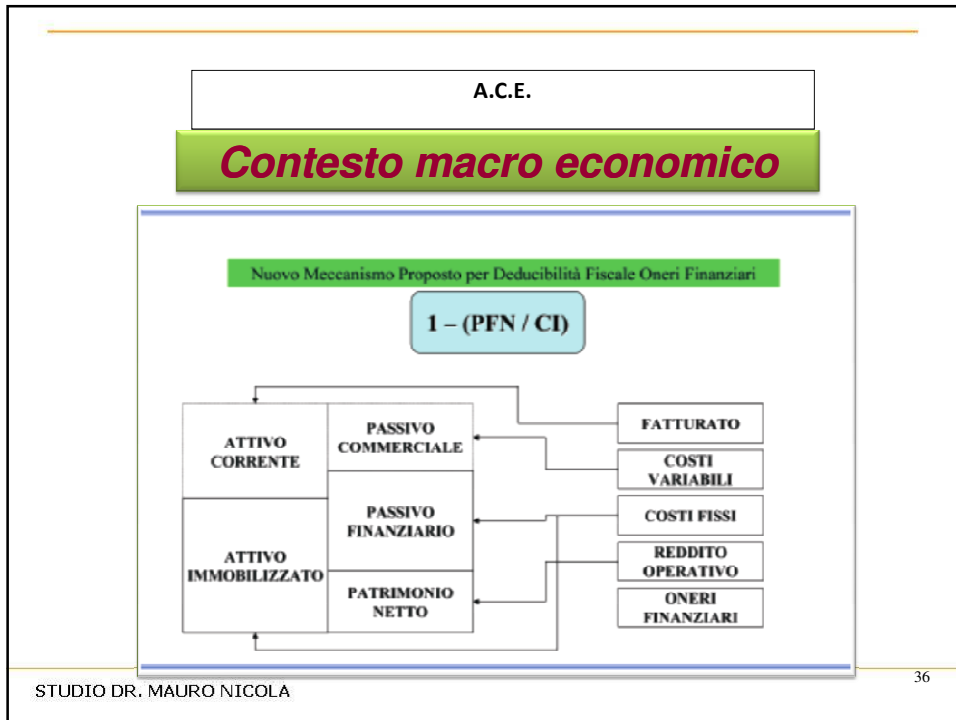 A.C.E.
Contesto macro economico
Nuovo Meccanismo Proposto per Deducibilità Fiscale Oneri Finanziari
1 – (PFN / CI)
ATTIVO
CORRENTE
ATTIVO
IMMOBILIZZATO
PASSIVO
COMMERCIALE
PASSIVO
FINANZIARIO
PATRIMONIO
NETTO
FATTURATO
COSTI
VARIABILI
COSTI FISSI
REDDITO
OPERATIVO
ONERI
FINANZIARI
STUDIO DR. MAURO NICOLA
36